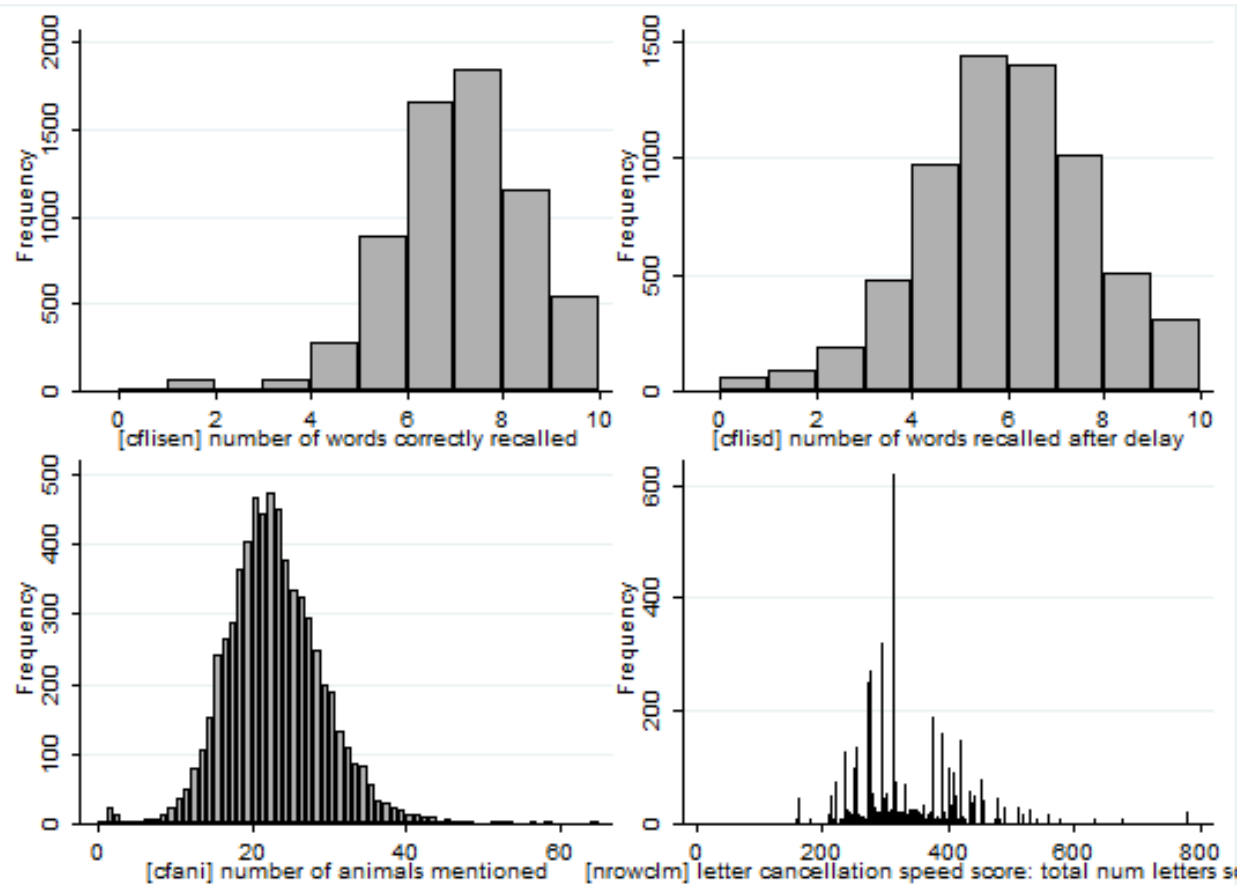 2000
1500
1000
500
0
Frequency
0 2 4 6 8 10
[cflisen] number of words correctly recalled
1500
1000
500
0
Frequency
0 2 4 6 8 10
[cflisd] number of words recalled after delay
500
400
300
200
100
0
Frequency
0 20 40 60
[cfani] number of animals mentioned
600
400
200
0
Frequency
0 200 400 600 800
[nrowclm] letter cancellation speed score: total num letters s